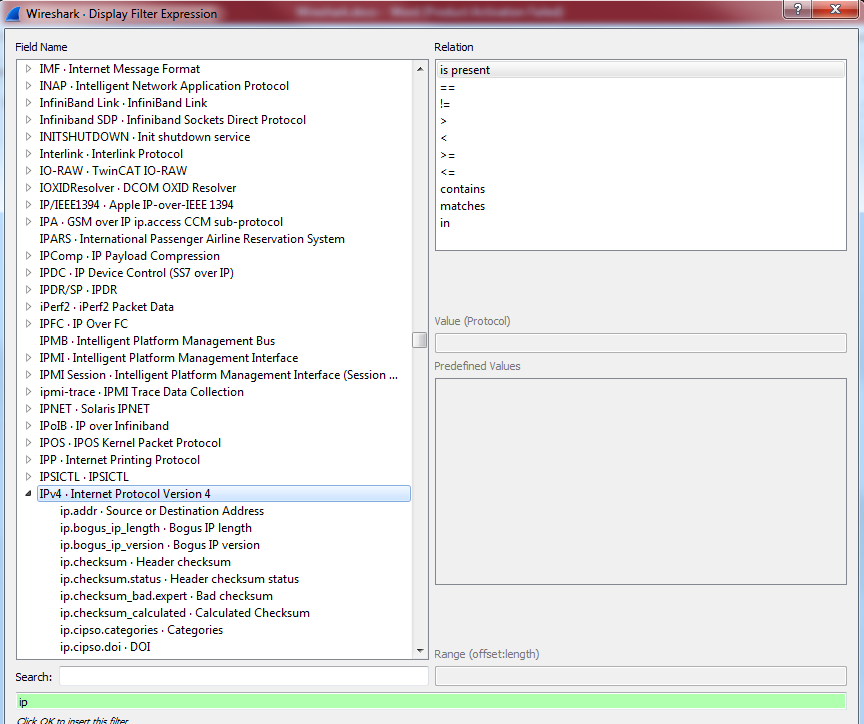 Wireshark · Display Filter Expression
Field Name
IMF · Internet Message Format
INAP · Intelligent Network Application Protocol
InfiniBand Link · InfiniBand Link
Infiniband SDP · Infiniband Sockets Direct Protocol
INITSHUTDOWN · Init shutdown service
Interlink · Interlink Protocol
IO-RAW · TwinCAT IO-RAW
IOXIDResolver · DCOM OXID Resolver
IP/IEEE1394 · Apple IP-over-IEEE 1394
IPA · GSM over IP ip.access CCM sub-protocol
IPARS · International Passenger Airline Reservation System
IPComp · IP Payload Compression
IPDC · IP Device Control (SS7 over IP)
IPDR/SP · IPDR
iPerf2 · iPerf2 Packet Data
IPFC · IP Over FC
IPMB · Intelligent Platform Management Bus
IPMI · Intelligent Platform Management Interface
IPMI Session · Intelligent Platform Management Interface (Session ...
ipmi-trace · IPMI Trace Data Collection
IPNET · Solaris IPNET
IPoIB · IP over Infiniband
IPOS · IPOS Kernel Packet Protocol
IPP · Internet Printing Protocol
IPSICTL · IPSICTL
IPv4 · Internet Protocol Version 4
ip.addr · Source or Destination Address
ip.bogus_ip_length · Bogus IP length
ip.bogus_ip_version · Bogus IP version
ip.checksum · Header checksum
ip.checksum.status · Header checksum status
ip.checksum_bad.expert · Bad checksum
ip.checksum_calculated · Calculated Checksum
ip.cipso.categories · Categories
ip.cipso.doi · DOI
Search:
Relation
is present
==
!=
>
<
>=
<=
contains
matches
in
Value (Protocol)
Predefined Values
Range (offset:length)
ip
Click OK to insert this filter